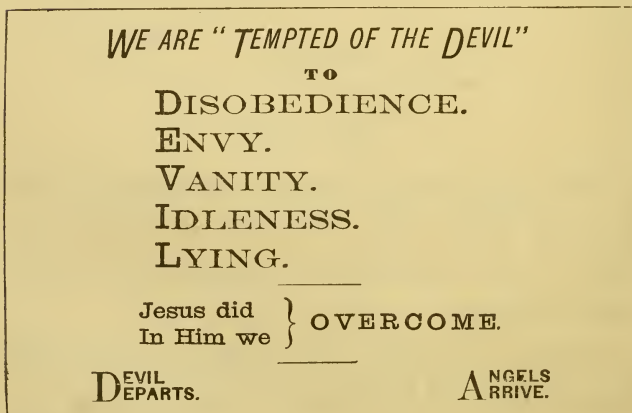 WE ARE "TEMPTED OF THE DEVIL"
TO
DISOBEDIENCE.
ENVY.
VANITY.
IDLENESS.
LYING.
Jesus did
In Him we } OVERCOME.
DEVIL DEPARTS. ANGELS ARRIVE.